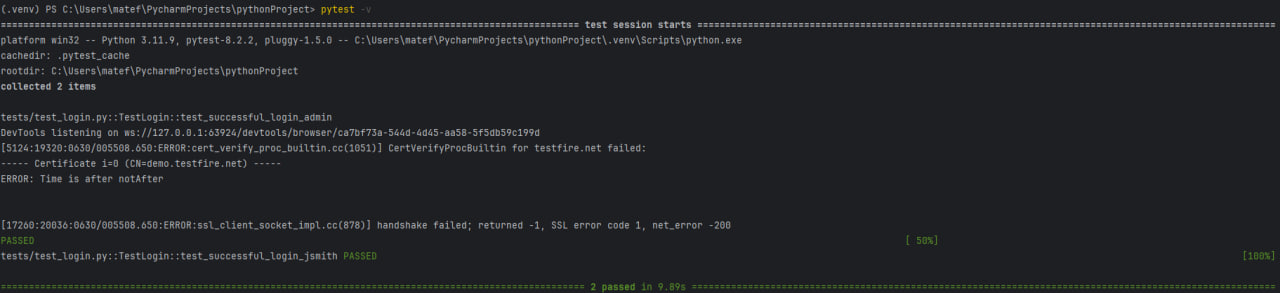 (.venv) PS C:\Users\matef\PycharmProjects\pythonProject> pytest -v
============================================================================================= test session starts =============================================================================================
platform win32 -- Python 3.11.9, pytest-8.2.2, pluggy-1.5.0 -- C:\Users\matef\PycharmProjects\pythonProject\.venv\Scripts\python.exe
cachedir: .pytest_cache
rootdir: C:\Users\matef\PycharmProjects\pythonProject
collected 2 items
tests/test_login.py::TestLogin::test_successful_login_admin
DevTools listening on ws://127.0.0.1:63924/devtools/browser/ca7bf73a-544d-4d45-aa58-5f5db59c199d
[5124:19320:0630/005508.650:ERROR:cert_verify_proc_builtin.cc(1051)] CertVerifyProcBuiltin for testfire.net failed:
----- Certificate i=0 (CN=demo.testfire.net) -----
ERROR: Time is after notAfter
[17260:20036:0630/005508.650:ERROR:ssl_client_socket_impl.cc(878)] handshake failed; returned -1, SSL error code 1, net_error -200
PASSED [ 50%]
tests/test_login.py::TestLogin::test_successful_login_jsmith PASSED [100%]
============================================================================================== 2 passed in 9.89s ==============================================================================================